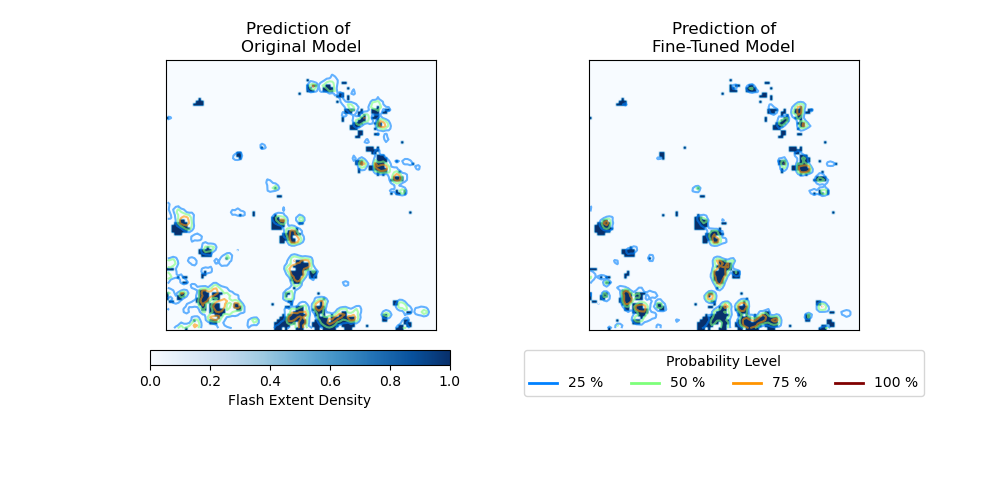 Prediction of
Original Model
Prediction of
Fine-Tuned Model
0.0 0.2 0.4 0.6 0.8 1.0
Flash Extent Density
Probability Level
25 % 50 % 75 % 100 %